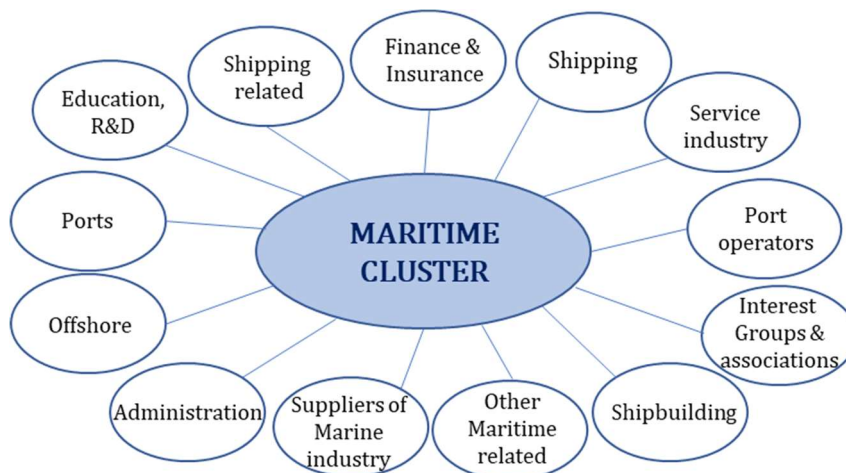 Finance &
Insurance
Shipping
Shipping
related
Education,
R&D
Service
industry
Ports
MARITIME
CLUSTER
Port
operators
Offshore
Interest
Groups &
associations
Administration
Suppliers of
Marine
industry
Other
Maritime
related
Shipbuilding